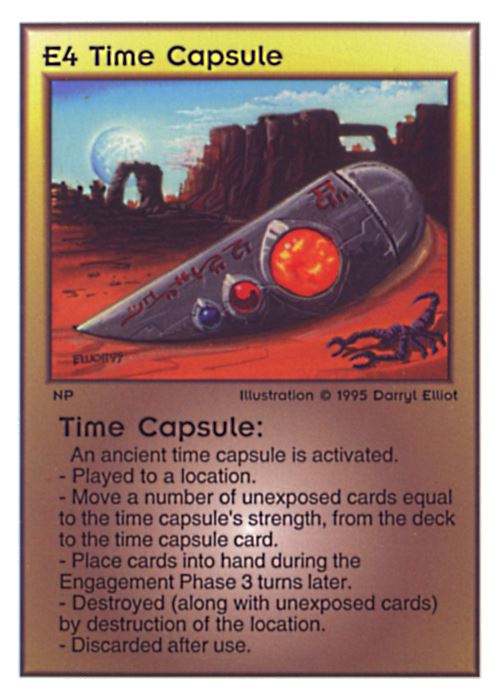 E4 Time Capsule
ELLIOTT95
NP
Illustration © 1995 Darryl Elliot
Time Capsule:
An ancient time capsule is activated.
- Played to a location.
- Move a number of unexposed cards equal
to the time capsule's strength, from the deck
to the time capsule card.
- Place cards into hand during the
Engagement Phase 3 turns later.
- Destroyed (along with unexposed cards)
by destruction of the location.
- Discarded after use.